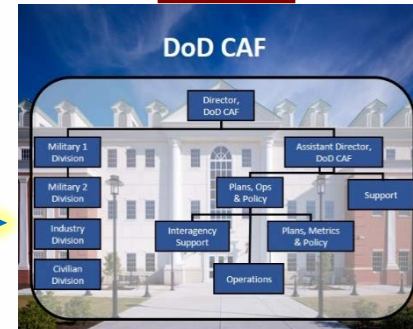 DoD CAF
Director,
DoD CAF
Military 1
Division
Assistant Director,
DoD CAF
Military 2
Division
Plans, Ops
& Policy
Support
Industry
Division
Interagency
Support
Plans, Metrics
& Policy
Civilian
Division
Operations